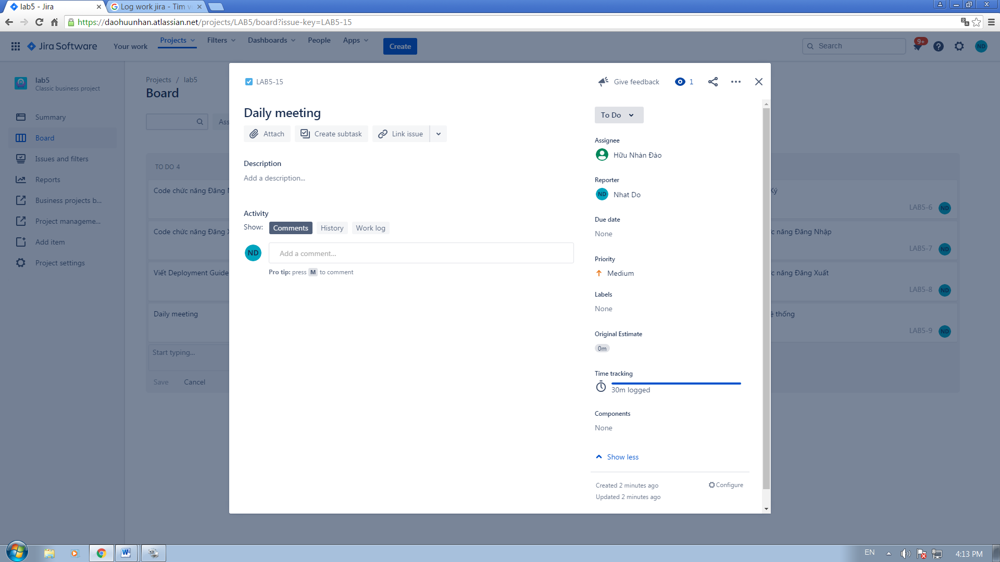 lab5 - Jira
Log work jira - Tìm v
https://daohuunhan.atlassian.net/projects/LAB5/board?issue-key=LAB5-15
Jira Software
Your work
Projects
Filters
Dashboards
People
Apps
Create
Search
9+
ND
lab5
Classic business project
Summary
Board
Issues and filters
Reports
Business projects b...
Project manageme...
Add item
Project settings
Projects / lab5
Board
Ass
TO DO 4
Code chức năng Đăng N
Code chức năng Đăng X
Viết Deployment Guide
Daily meeting
Start typing...
Save
Cancel
LAB5-15
Give feedback
1
Daily meeting
Attach
Create subtask
Link issue
Description
Add a description...
Activity
Show:
Comments
History
Work log
ND
Add a comment...
Pro tip: press M to comment
To Do
Assignee
Hữu Nhàn Đào
Reporter
ND
Nhat Do
Due date
None
Priority
Medium
Labels
None
Original Estimate
0m
Time tracking
30m logged
Components
None
Show less
Created 2 minutes ago
Configure
Updated 2 minutes ago
Ký
LAB5-6
ND
năng Đăng Nhập
LAB5-7
ND
năng Đăng Xuất
LAB5-8
ND
thống
LAB5-9
ND
EN
4:13 PM